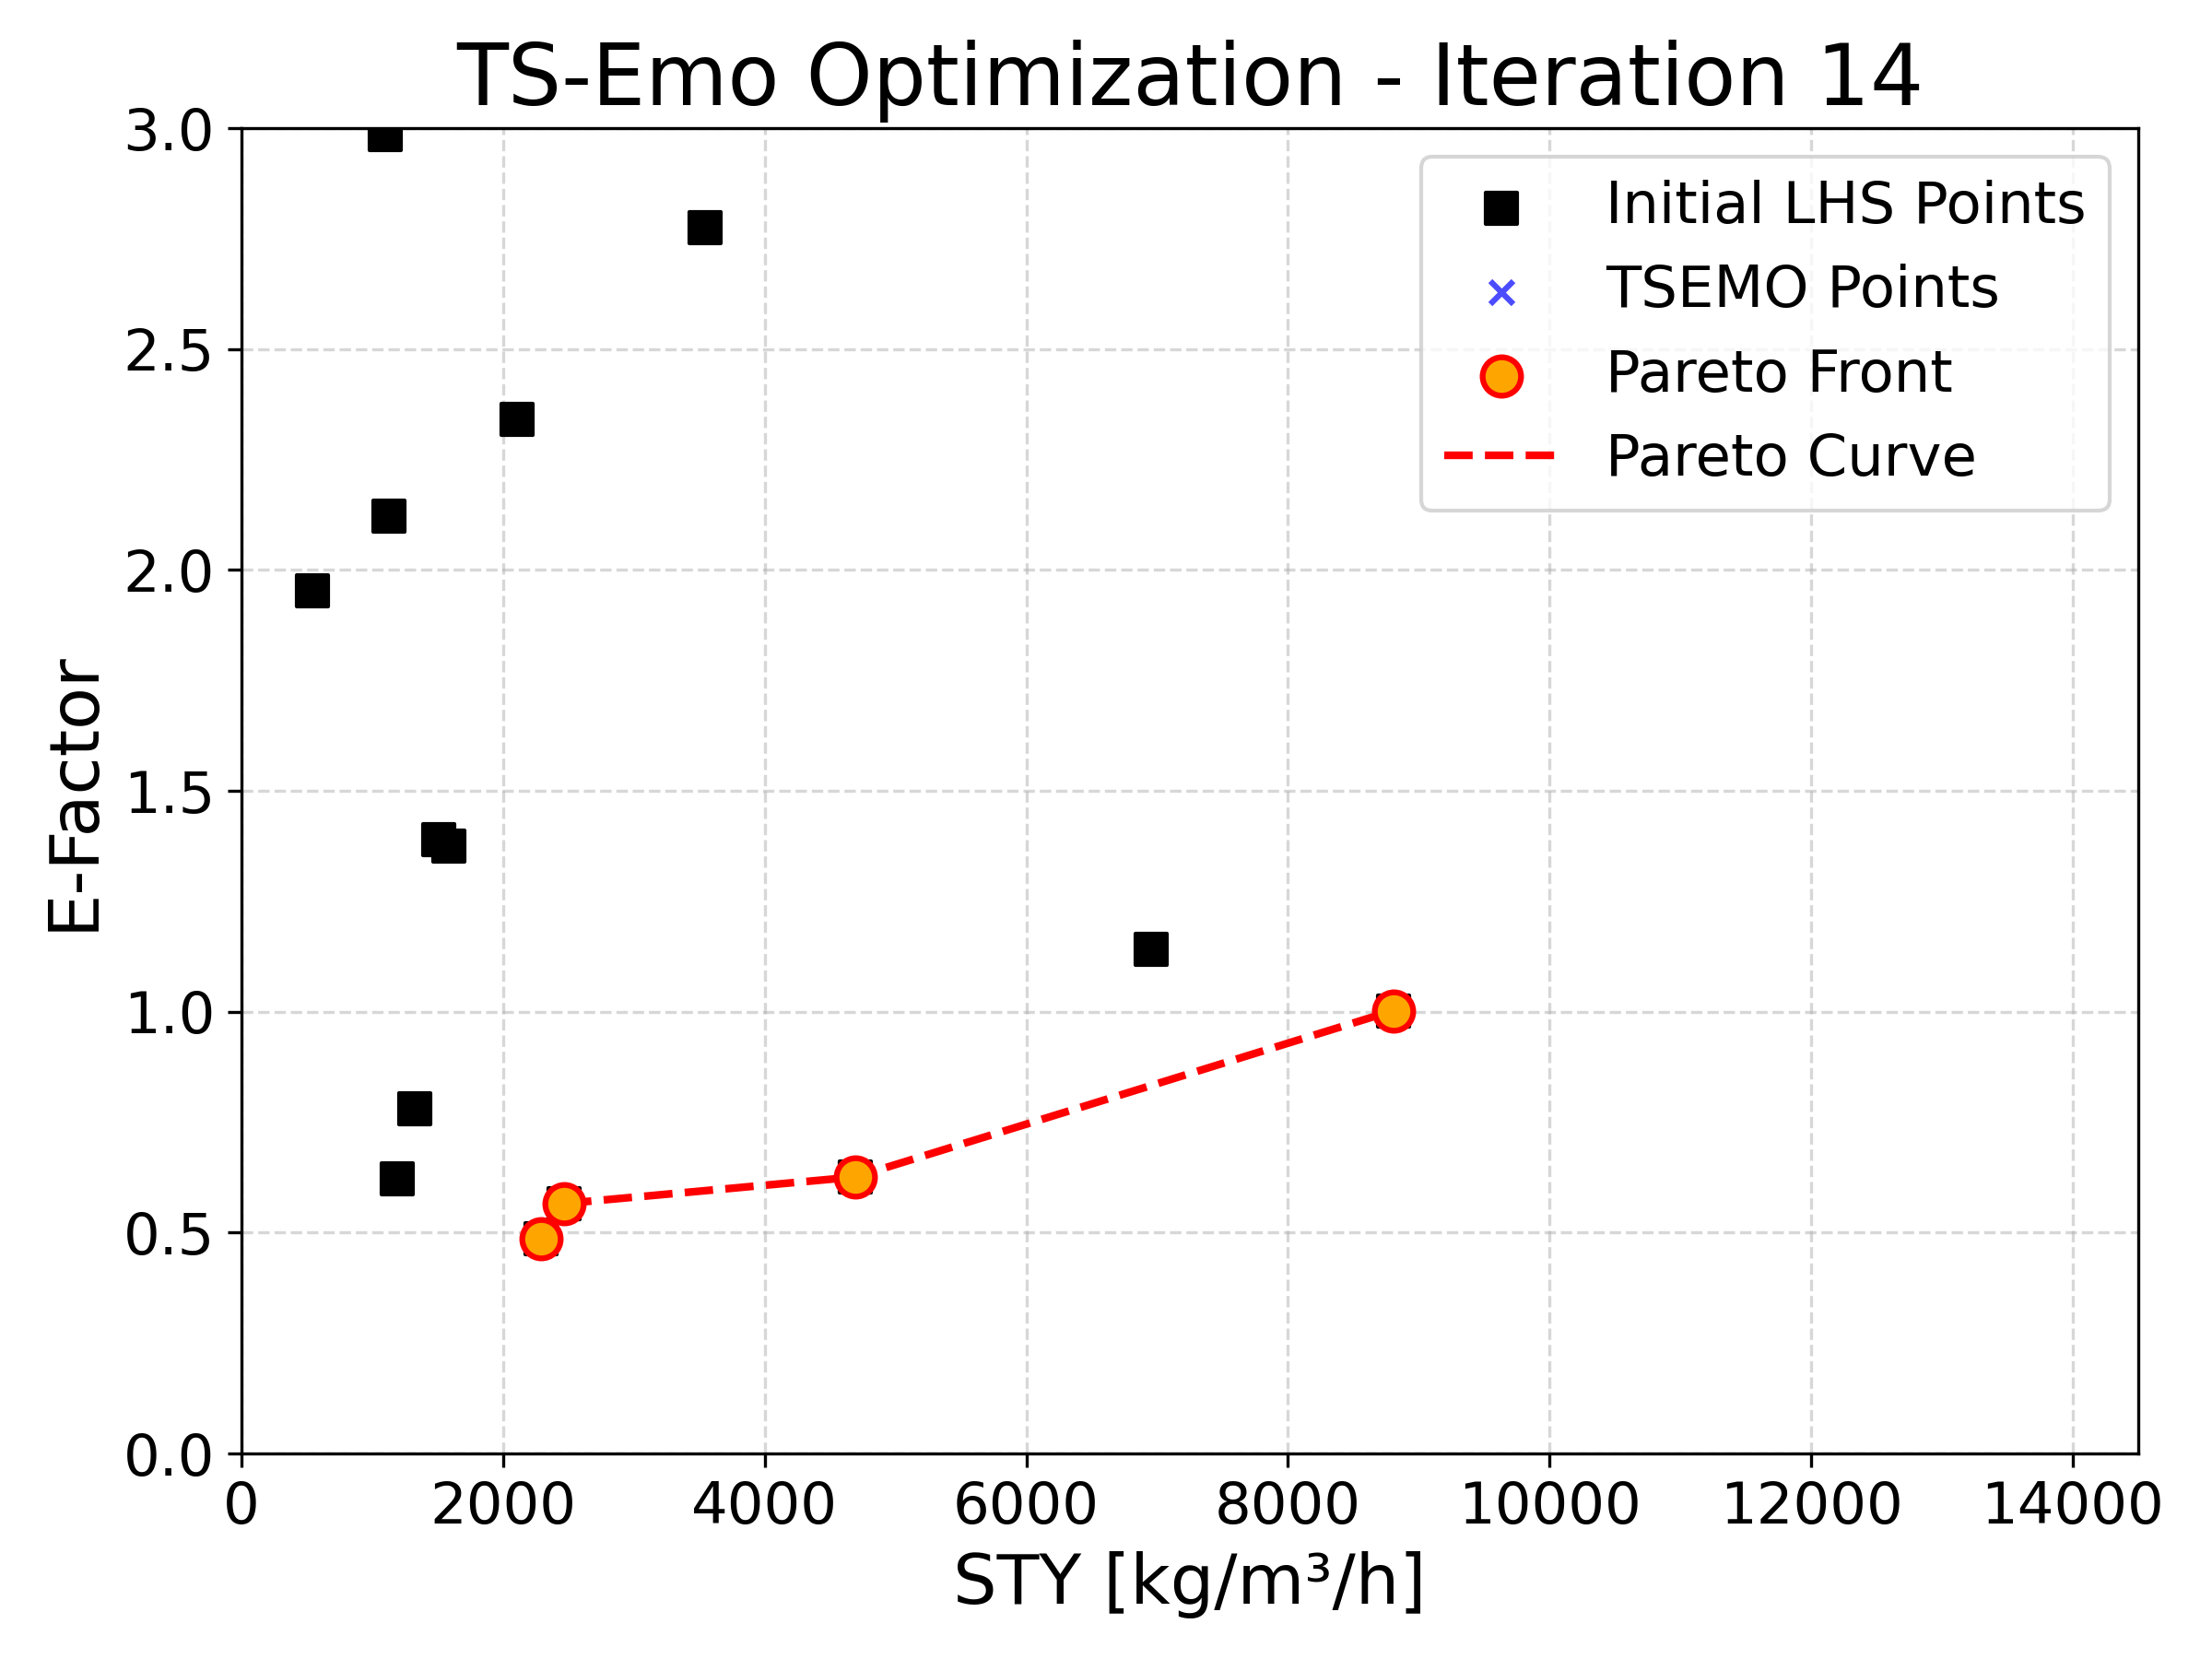 TS-Emo Optimization - Iteration 14
3.0
2.5
2.0
1.5
1.0
0.5
0.0
E-Factor
Initial LHS Points
TSEMO Points
Pareto Front
Pareto Curve
0 2000 4000 6000 8000 10000 12000 14000
STY [kg/m³/h]